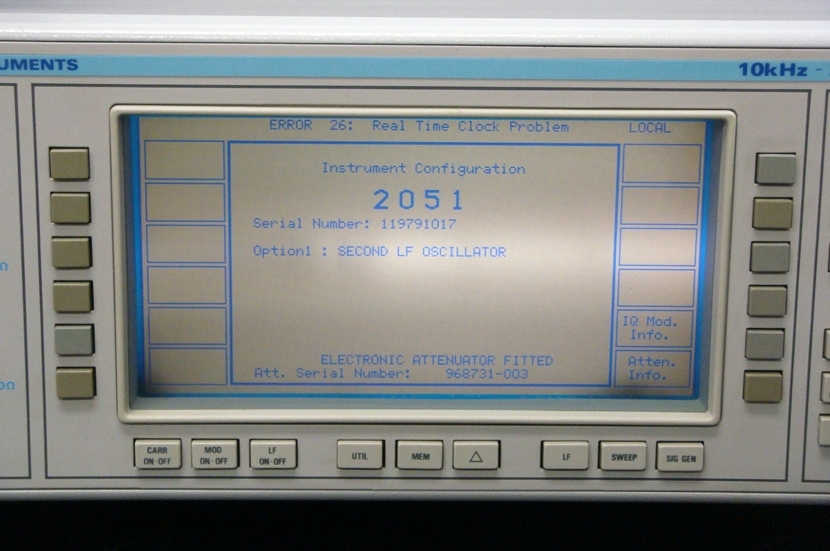 UMENTS
10kHz -
ERROR 26: Real Time Clock Problem
LOCAL
Instrument Configuration
2051
Serial Number: 119791017
Option1 : SECOND LF OSCILLATOR
IQ Mod.
Info.
ELECTRONIC ATTENUATOR FITTED
Att. Serial Number: 968731-003
Atten.
Info.
CARR
ON-OFF
MOD
ON-OFF
LF
ON-OFF
UTIL
MEM
△
LF
SWEEP
SIG GEN
Ω
on